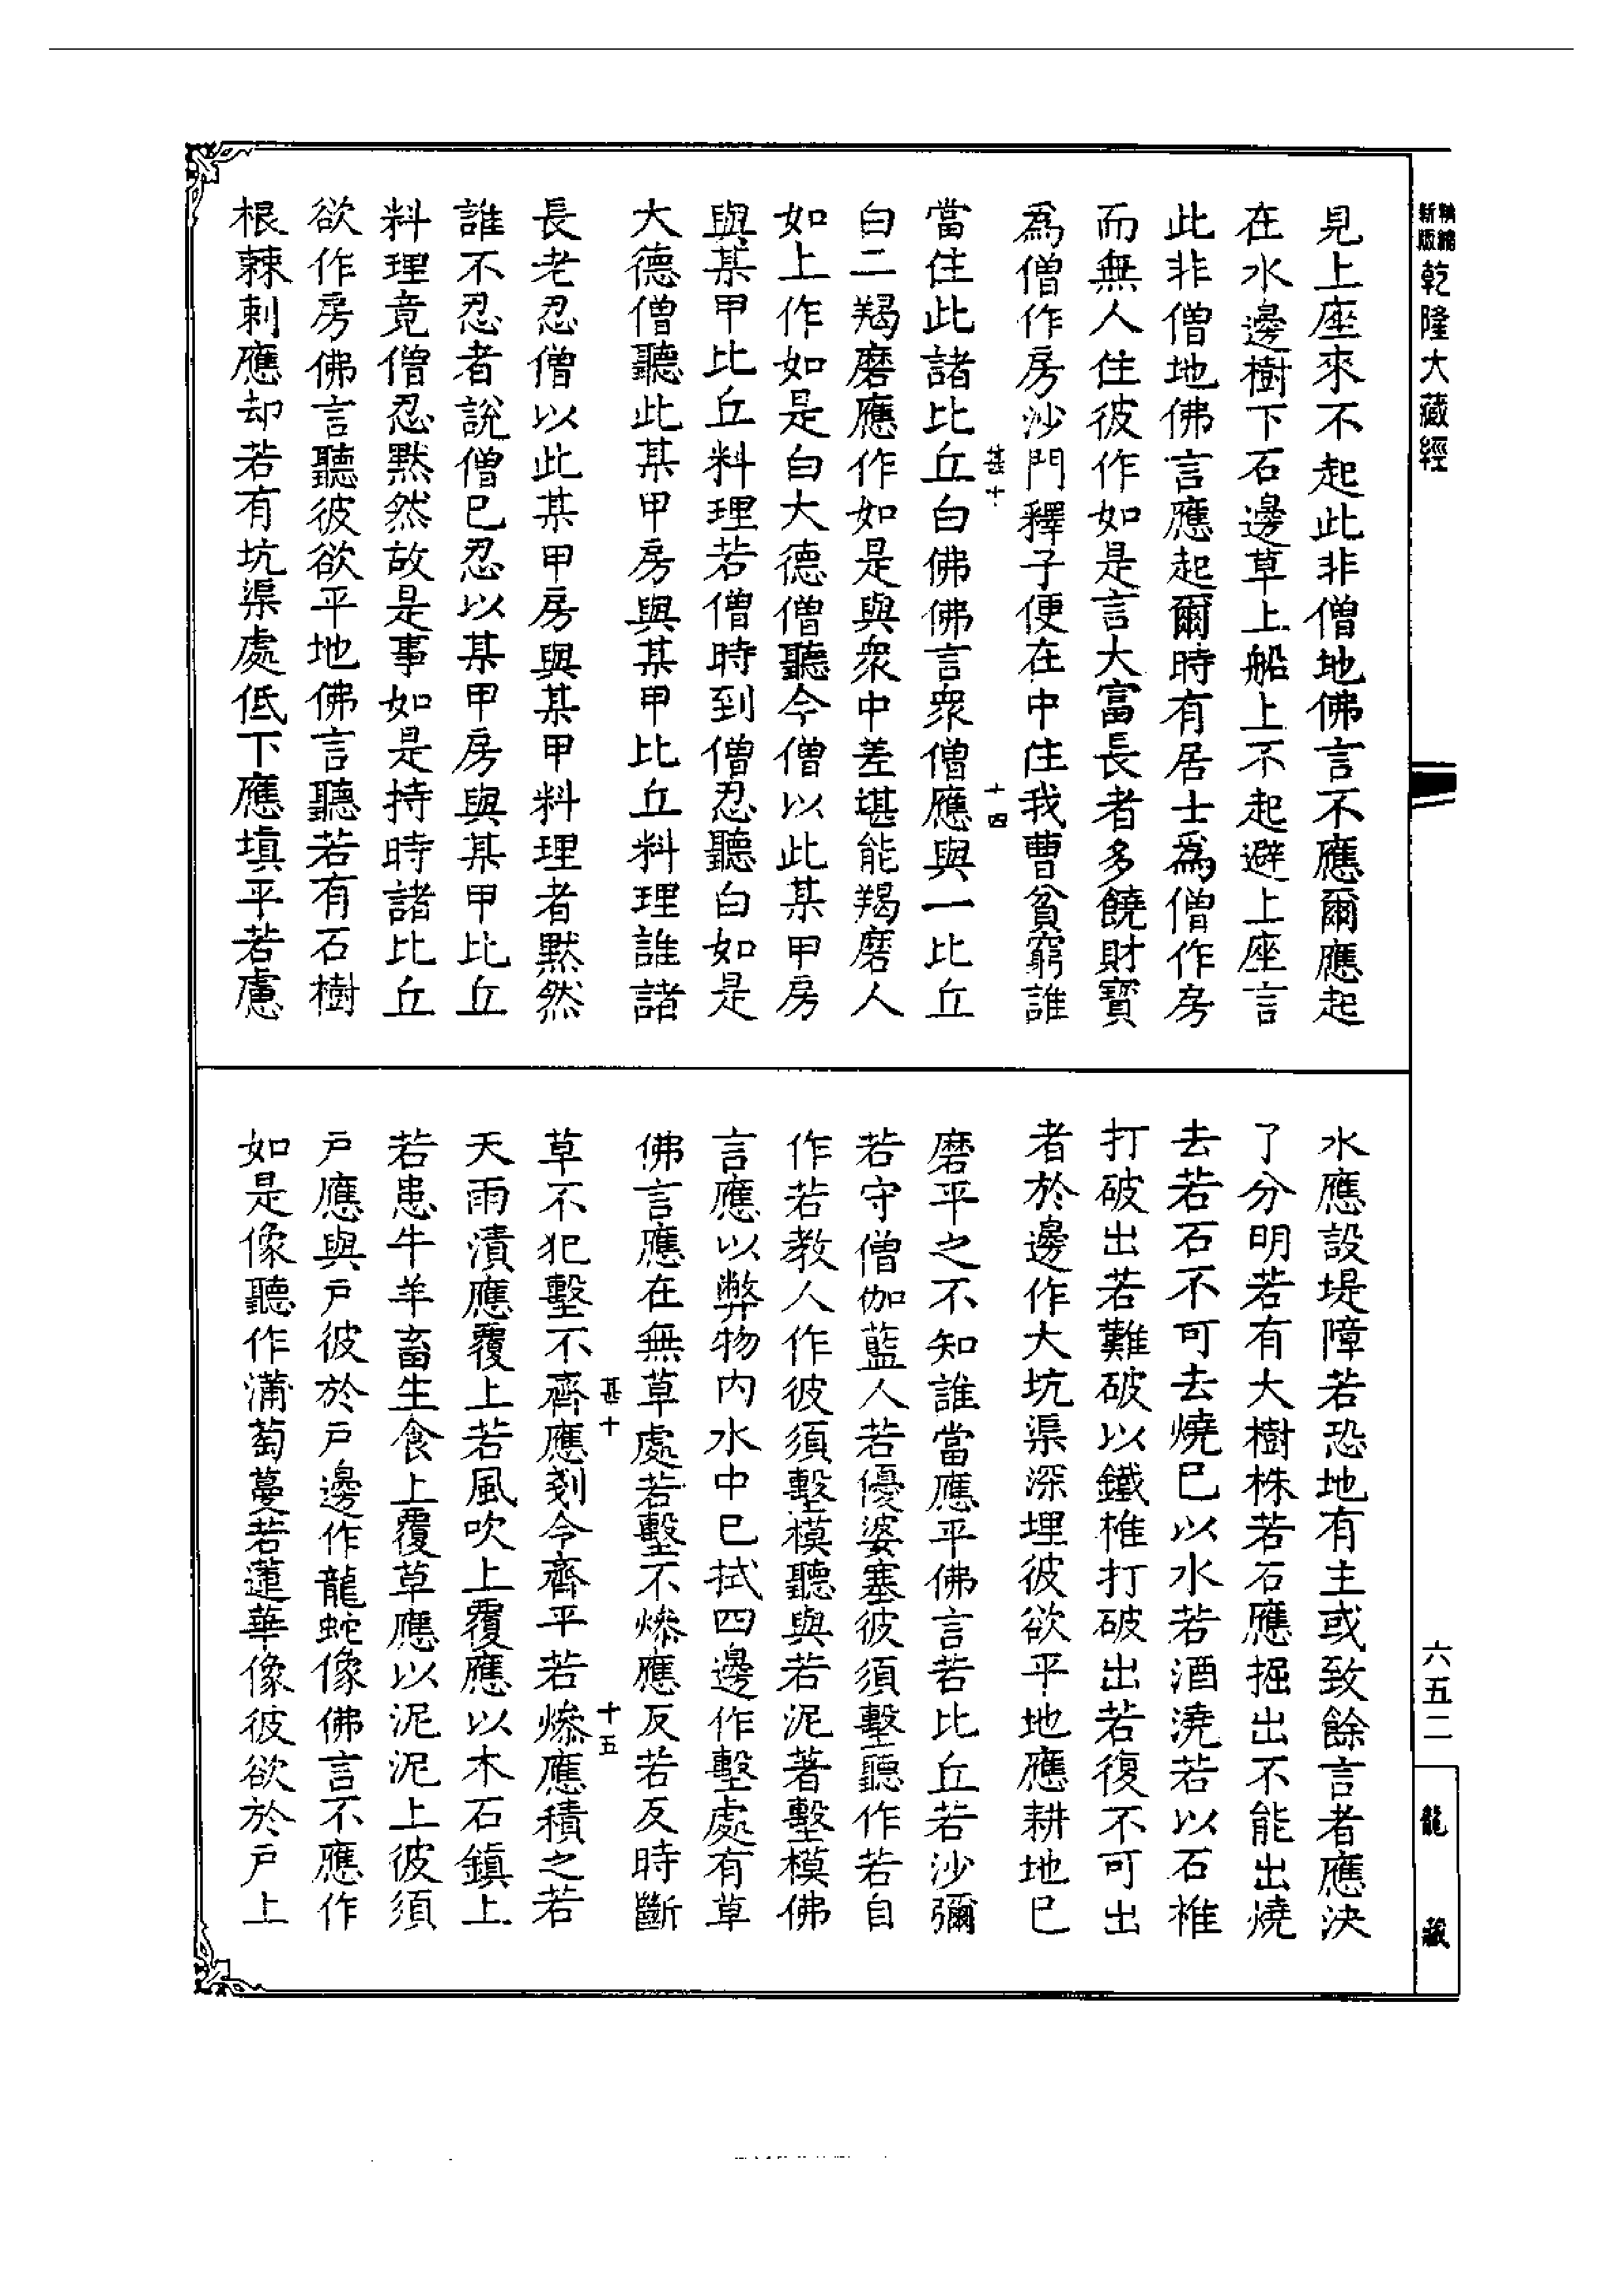 新版精縮乾隆大藏經
見上座來不起此非僧地佛言不應爾應起
在水邊樹下石邊草上船上不起避上座言
此非僧地佛言應起爾時有居士為僧作房
而無人住彼作如是言大富長者多饒財寶
為僧作房沙門釋子便在中住我曹貧窮誰
甚十
十四
當住此諸比丘白佛佛言眾僧應與一比丘
白二羯磨應作如是與眾中差堪能羯磨人
如上作如是白大德僧聽今僧以此某甲房
與某甲比丘料理若僧時到僧忍聽白如是
大德僧聽此某甲房與某甲比丘料理誰諸
長老忍僧以此某甲房與某甲料理者默然
誰不忍者說僧已忍以某甲房與某甲比丘
料理竟僧忍默然故是事如是持時諸比丘
欲作房佛言聽彼欲平地佛言聽若有石樹
根棘刺應却若有坑渠處低下應填平若慮
水應設堤障若恐地有主或致餘言者應決
了分明若有大樹株若石應掘出不能出燒
去若石不可去燒已以水若酒澆若以石椎
打破出若難破以鐵椎打破出若復不可出
者於邊作大坑渠深埋彼欲平地應耕地已
磨平之不知誰當應平佛言若比丘若沙彌
若守僧伽藍人若優婆塞彼須墼聽作若自
作若教人作彼須墼模聽與若泥著墼模佛
言應以弊物內水中已拭四邊作墼處有草
佛言應在無草處若墼不燥應反若反時斷
甚十
十五
草不犯墼不齊應剗令齊平若燥應積之若
天雨漬應覆上若風吹上覆應以木石鎮上
若患牛羊畜生食上覆草應以泥泥上彼須
戶應與戶彼於戶邊作龍蛇像佛言不應作
如是像聽作蒲萄蔓若蓮華像彼欲於戶上
六五二
龍藏